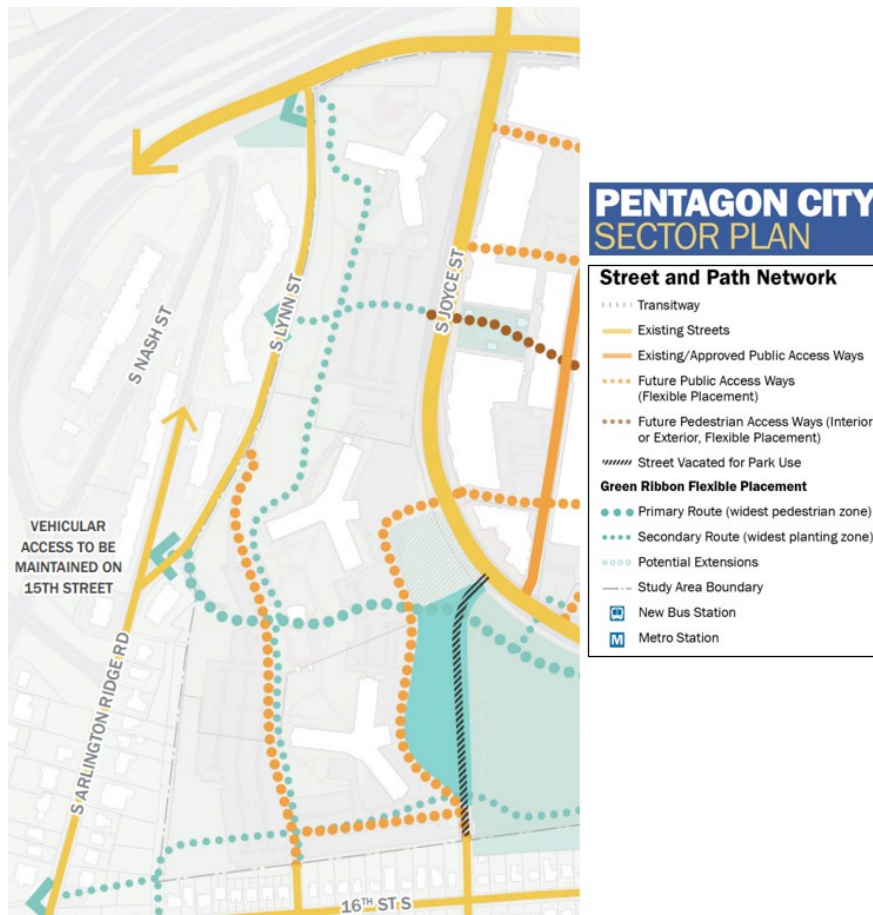 S NASH ST
S LYNN ST
S JOYCE ST
VEHICULAR
ACCESS TO BE
MAINTAINED ON
15TH STREET
S ARLINGTON RIDGE RD
16TH ST S
PENTAGON CITY
SECTOR PLAN
Street and Path Network
Transitway
Existing Streets
Existing/Approved Public Access Ways
Future Public Access Ways
(Flexible Placement)
Future Pedestrian Access Ways (Interior
or Exterior, Flexible Placement)
Street Vacated for Park Use
Green Ribbon Flexible Placement
Primary Route (widest pedestrian zone)
Secondary Route (widest planting zone)
Potential Extensions
Study Area Boundary
New Bus Station
M Metro Station